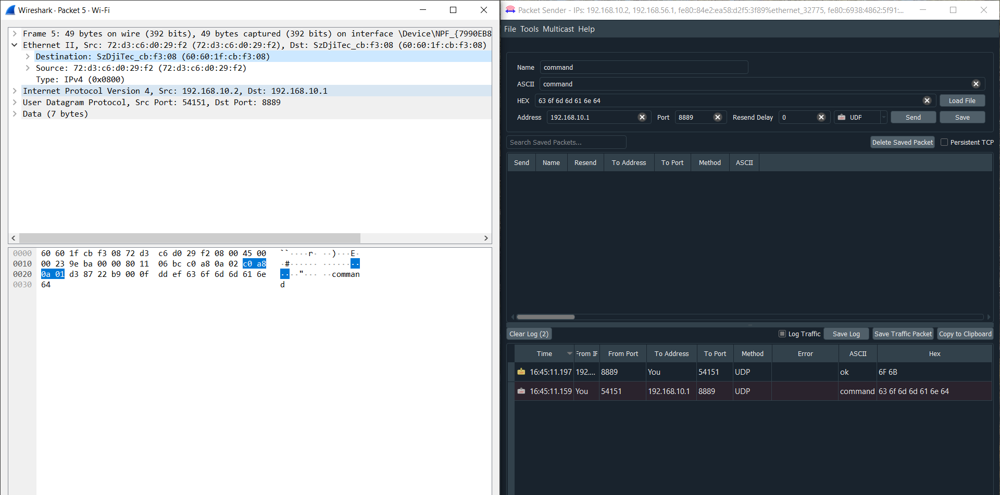 Wireshark · Packet 5 · Wi-Fi
Frame 5: 49 bytes on wire (392 bits), 49 bytes captured (392 bits) on interface \Device\NPF_{7990EB8
Ethernet II, Src: 72:d3:c6:d0:29:f2 (72:d3:c6:d0:29:f2), Dst: SzDjiTec_cb:f3:08 (60:60:1f:cb:f3:08)
Destination: SzDjiTec_cb:f3:08 (60:60:1f:cb:f3:08)
Source: 72:d3:c6:d0:29:f2 (72:d3:c6:d0:29:f2)
Type: IPv4 (0x0800)
Internet Protocol Version 4, Src: 192.168.10.2, Dst: 192.168.10.1
User Datagram Protocol, Src Port: 54151, Dst Port: 8889
Data (7 bytes)
0000 60 60 1f cb f3 08 72 d3 c6 d0 29 f2 08 00 45 00 ``····r· ··)···E·
0010 00 23 9e ba 00 00 80 11 06 bc c0 a8 0a 02 c0 a8 ·#······ ········
0020 0a 01 d3 87 22 b9 00 0f dd ef 63 6f 6d 6d 61 6e ····"··· ··comman
0030 64 d
Packet Sender - IPs: 192.168.10.2, 192.168.56.1, fe80::84e2:ea58:d2f5:3f89%ethernet_32775, fe80::6938:4862:5f91:...
File Tools Multicast Help
Name command
ASCII command
HEX 63 6f 6d 6d 61 6e 64 Load File
Address 192.168.10.1 Port 8889 Resend Delay 0 UDP Send Save
Search Saved Packets... Delete Saved Packet Persistent TCP
Send Name Resend To Address To Port Method ASCII
Clear Log (2) Log Traffic Save Log Save Traffic Packet Copy to Clipboard
Time From IP From Port To Address To Port Method Error ASCII Hex
16:45:11.197 192.... 8889 You 54151 UDP ok 6F 6B
16:45:11.159 You 54151 192.168.10.1 8889 UDP command 63 6f 6d 6d 61 6e 64